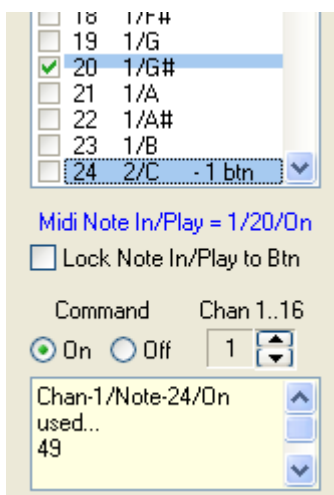 18 1/F#
19 1/G
20 1/G#
21 1/A
22 1/A#
23 1/B
24 2/C - 1 btn
Midi Note In/Play = 1/20/On
Lock Note In/Play to Btn
Command Chan 1..16
On Off 1
Chan-1/Note-24/On
used...
49